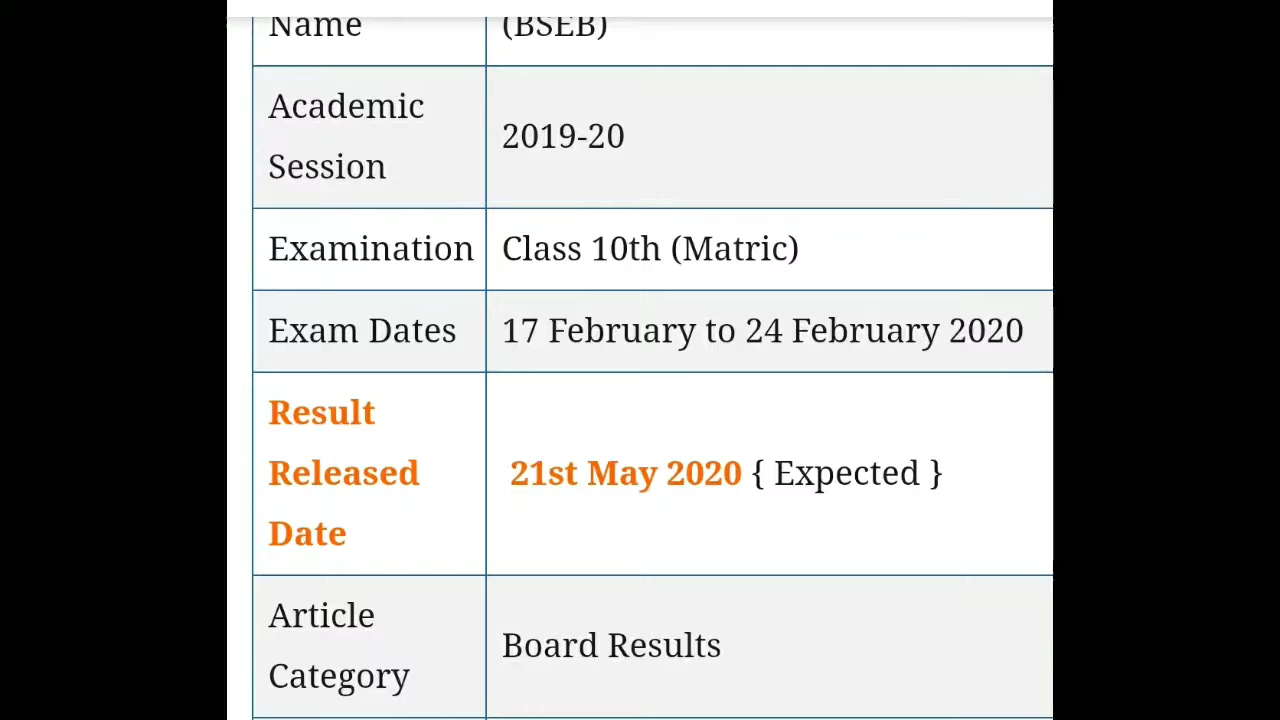 Name (BSEB)
Academic
Session
2019-20
Examination Class 10th (Matric)
Exam Dates 17 February to 24 February 2020
Result
Released
Date
21st May 2020 { Expected }
Article
Category
Board Results